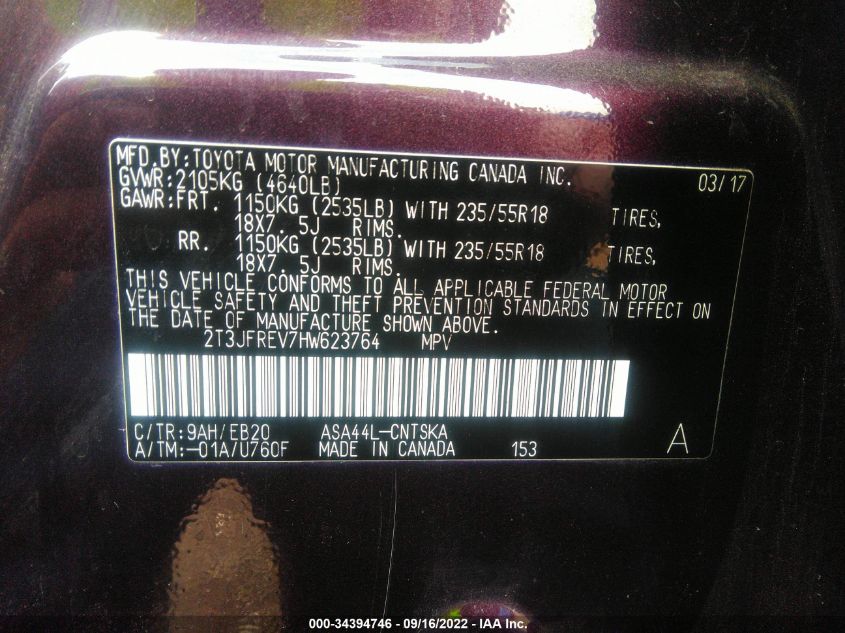 MFD.BY:TOYOTA MOTOR MANUFACTURING CANADA INC. 03/17
GVWR:2105KG (4640LB)
GAWR:FRT. 1150KG (2535LB) WITH 235/55R18 TIRES,
18X7. 5J RIMS.
RR. 1150KG (2535LB) WITH 235/55R18 TIRES,
18X7. 5J RIMS.
THIS VEHICLE CONFORMS TO ALL APPLICABLE FEDERAL MOTOR
VEHICLE SAFETY AND THEFT PREVENTION STANDARDS IN EFFECT ON
THE DATE OF MANUFACTURE SHOWN ABOVE.
2T3JFREV7HW623764 MPV
C/TR:9AH/EB20 ASA44L-CNTSKA A
A/TM:-01A/U760F MADE IN CANADA 153
000-34394746 - 09/16/2022 - IAA Inc.